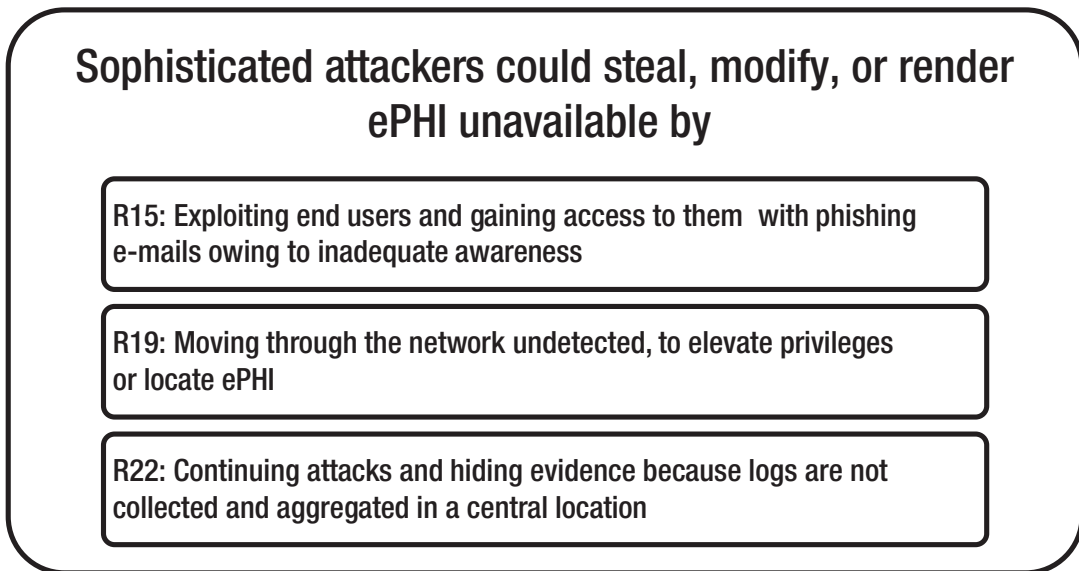 Sophisticated attackers could steal, modify, or render
ePHI unavailable by
R15: Exploiting end users and gaining access to them with phishing
e-mails owing to inadequate awareness
R19: Moving through the network undetected, to elevate privileges
or locate ePHI
R22: Continuing attacks and hiding evidence because logs are not
collected and aggregated in a central location